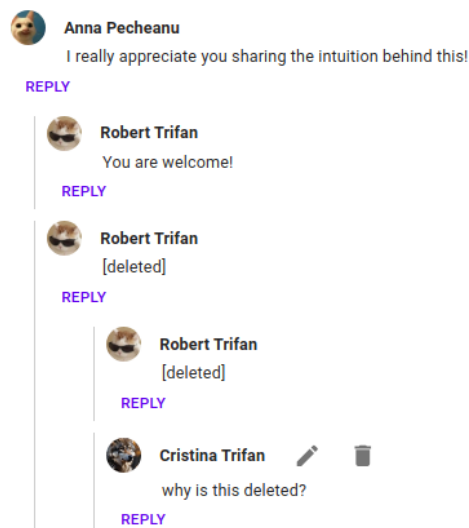 Anna Pecheanu
I really appreciate you sharing the intuition behind this!
REPLY
Robert Trifan
You are welcome!
REPLY
Robert Trifan
[deleted]
REPLY
Robert Trifan
[deleted]
REPLY
Cristina Trifan
why is this deleted?
REPLY